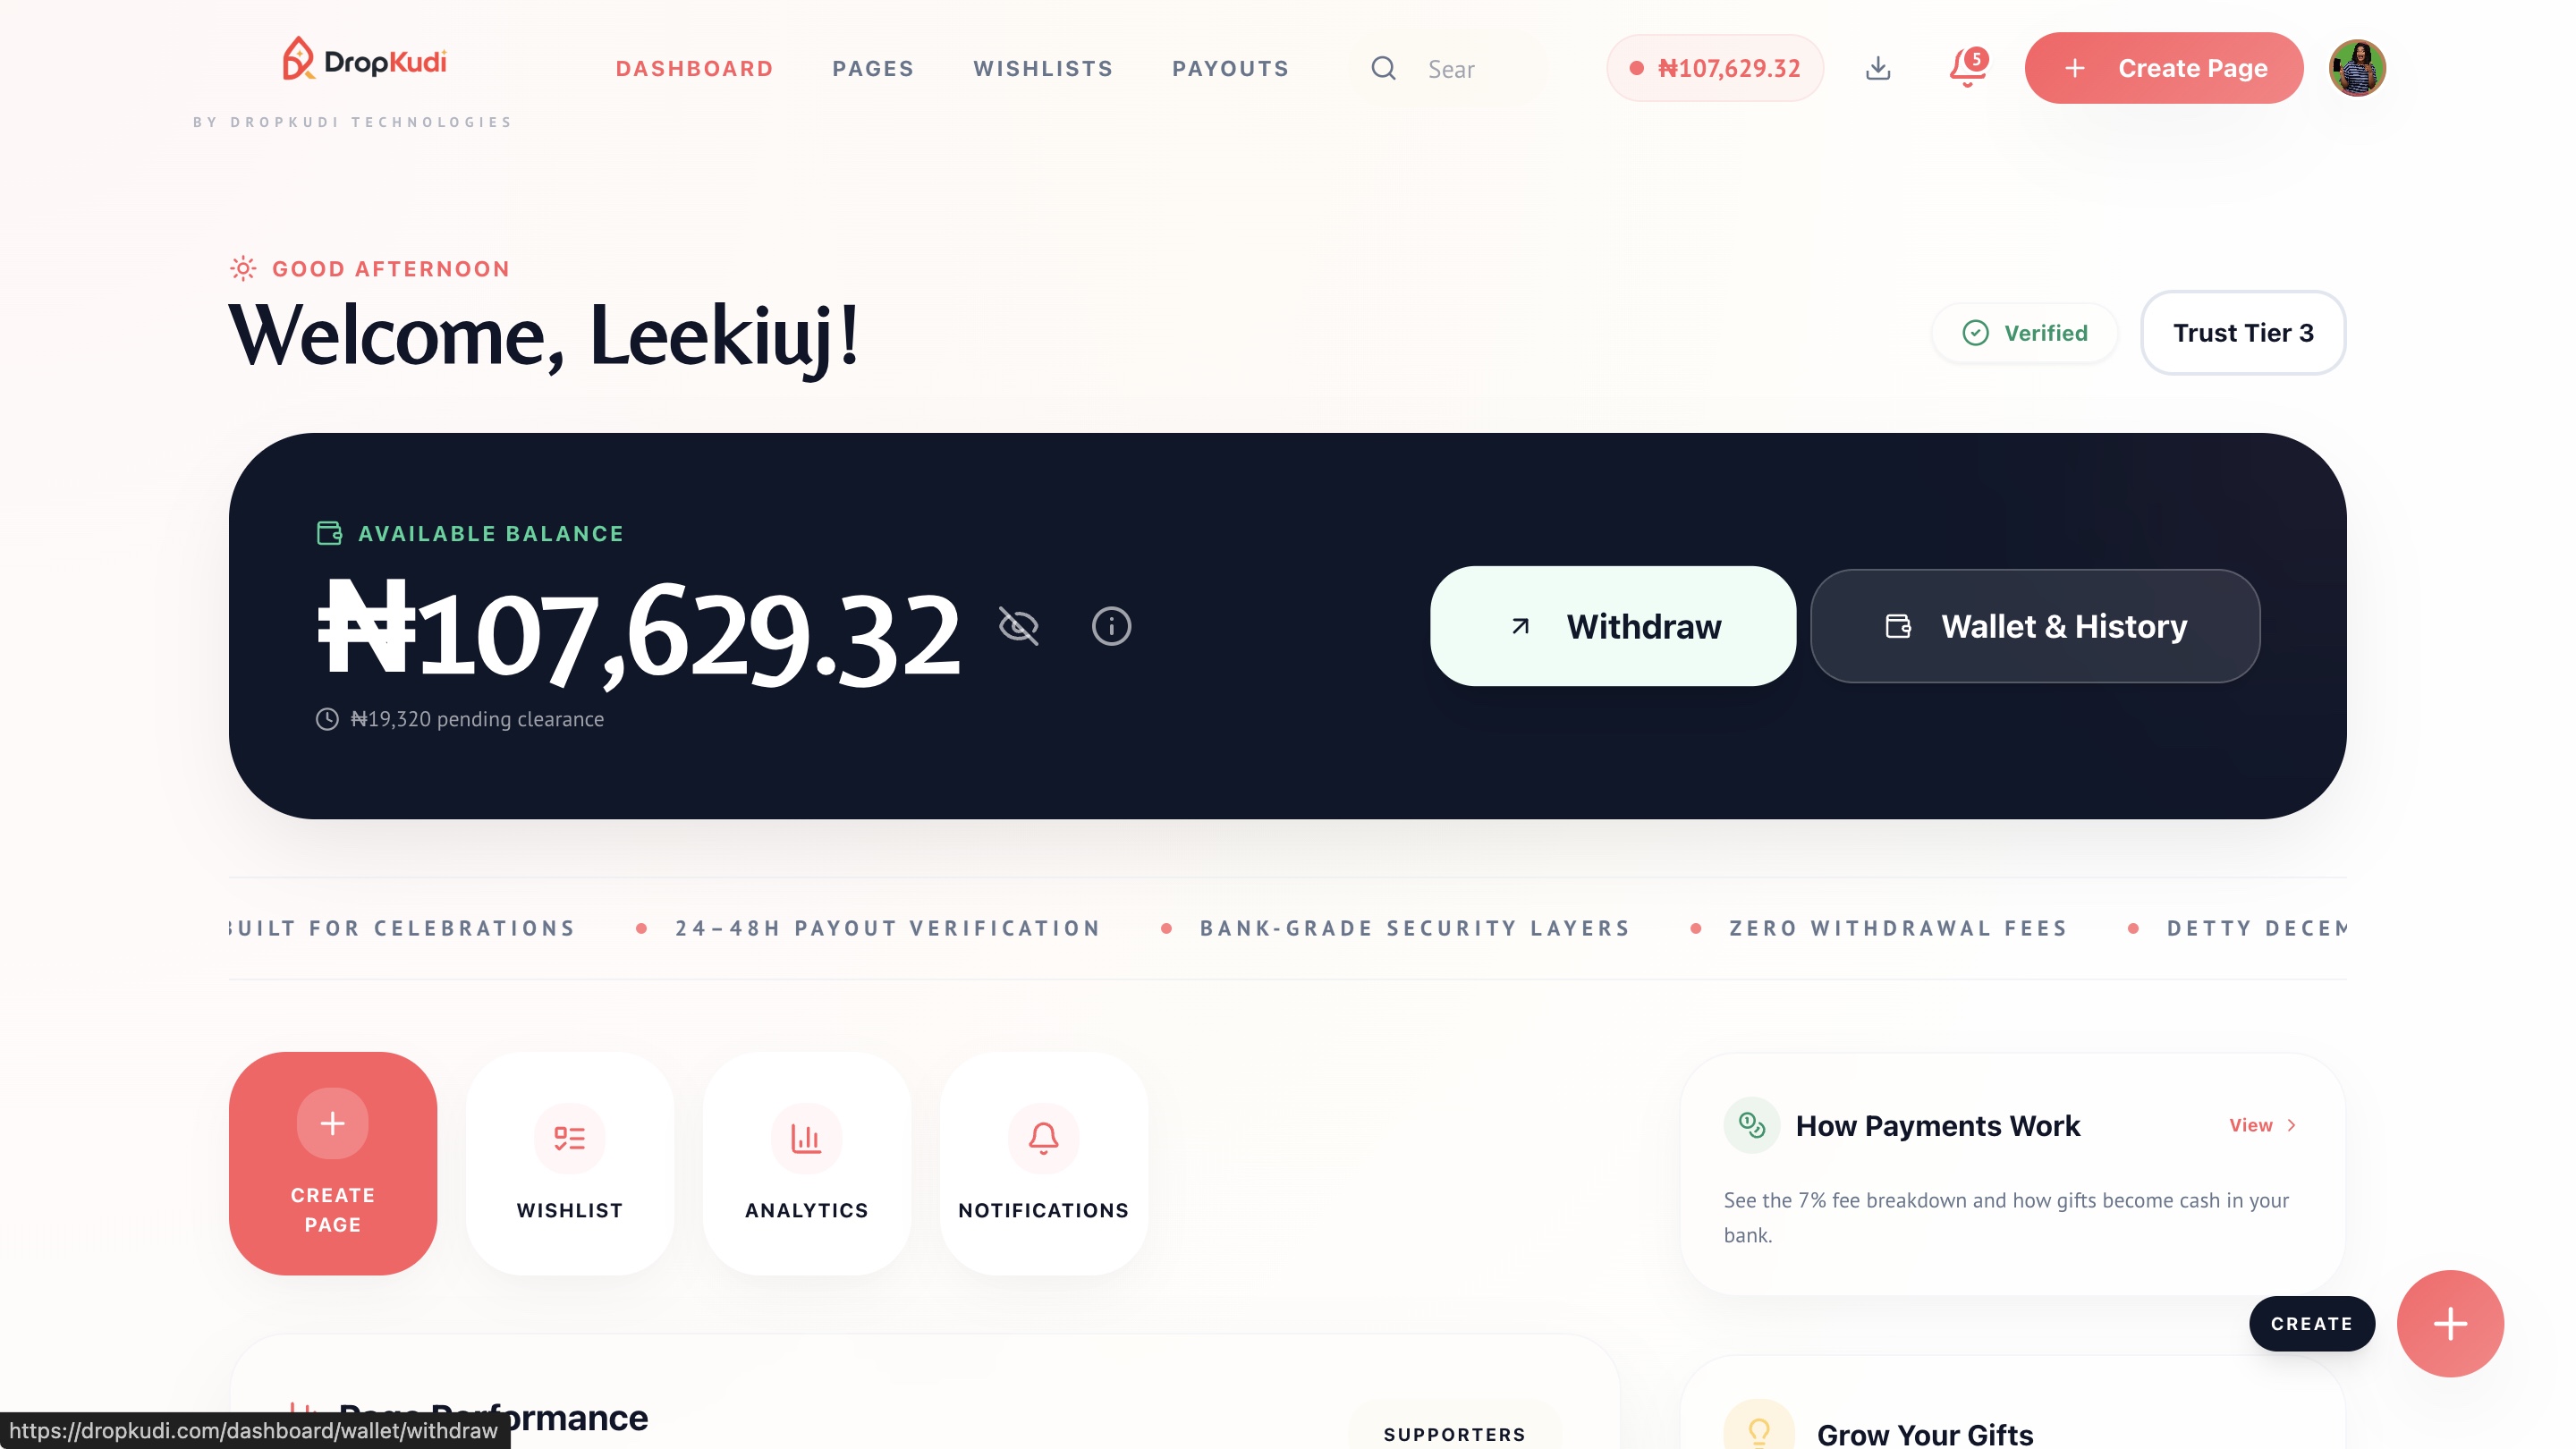 DropKudi
BY DROPKUDI TECHNOLOGIES
DASHBOARD
PAGES
WISHLISTS
PAYOUTS
Sear
₦107,629.32
5
Create Page
GOOD AFTERNOON
Welcome, Leekiuj!
Verified
Trust Tier 3
AVAILABLE BALANCE
₦107,629.32
₦19,320 pending clearance
Withdraw
Wallet & History
BUILT FOR CELEBRATIONS
24–48H PAYOUT VERIFICATION
BANK-GRADE SECURITY LAYERS
ZERO WITHDRAWAL FEES
DETTY DECEM
CREATE
PAGE
WISHLIST
ANALYTICS
NOTIFICATIONS
How Payments Work
View
See the 7% fee breakdown and how gifts become cash in your
bank.
CREATE
Page Performance
SUPPORTERS
Grow Your Gifts
https://dropkudi.com/dashboard/wallet/withdraw